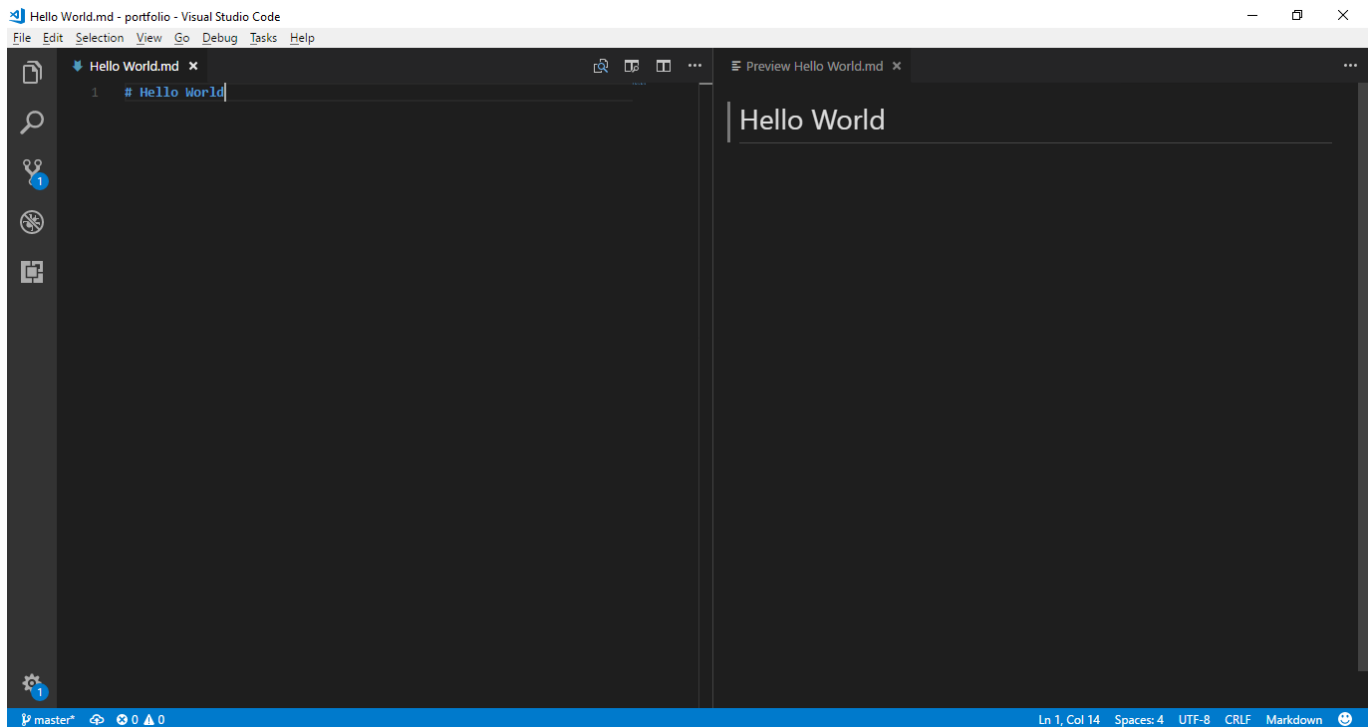 Hello World.md - portfolio - Visual Studio Code
File Edit Selection View Go Debug Tasks Help
Hello World.md
1 # Hello World
Preview Hello World.md
Hello World
1
1
master* 0 0
Ln 1, Col 14 Spaces: 4 UTF-8 CRLF Markdown